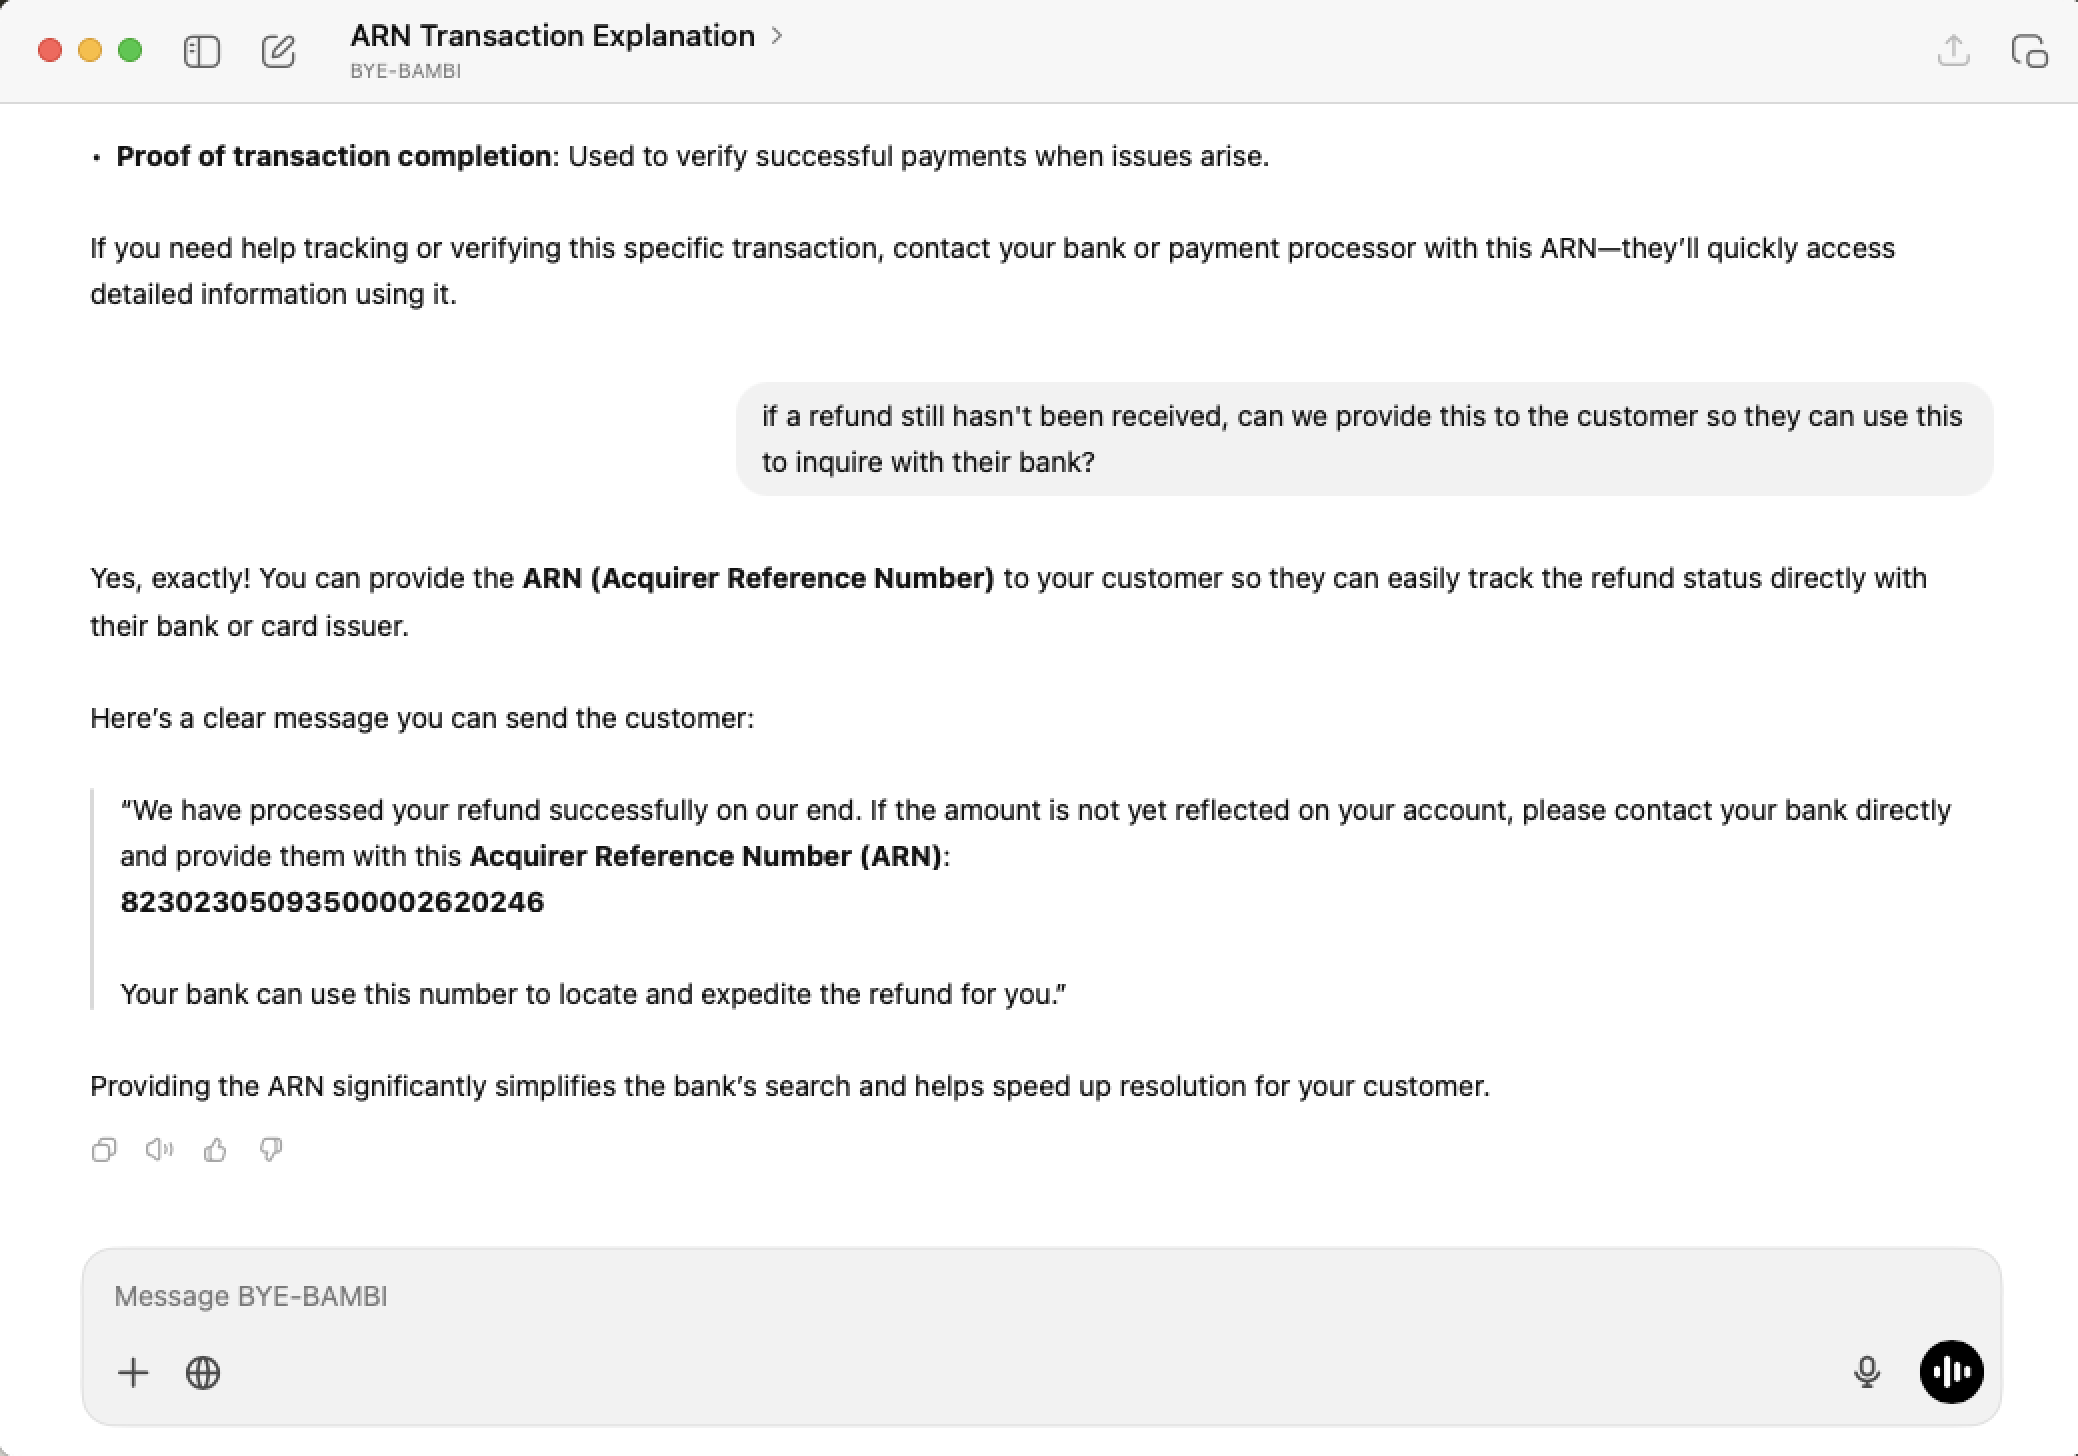 ARN Transaction Explanation
BYE-BAMBI
• Proof of transaction completion: Used to verify successful payments when issues arise.
If you need help tracking or verifying this specific transaction, contact your bank or payment processor with this ARN—they’ll quickly access
detailed information using it.
if a refund still hasn't been received, can we provide this to the customer so they can use this
to inquire with their bank?
Yes, exactly! You can provide the ARN (Acquirer Reference Number) to your customer so they can easily track the refund status directly with
their bank or card issuer.
Here’s a clear message you can send the customer:
“We have processed your refund successfully on our end. If the amount is not yet reflected on your account, please contact your bank directly
and provide them with this Acquirer Reference Number (ARN):
82302305093500002620246
Your bank can use this number to locate and expedite the refund for you.”
Providing the ARN significantly simplifies the bank’s search and helps speed up resolution for your customer.
Message BYE-BAMBI